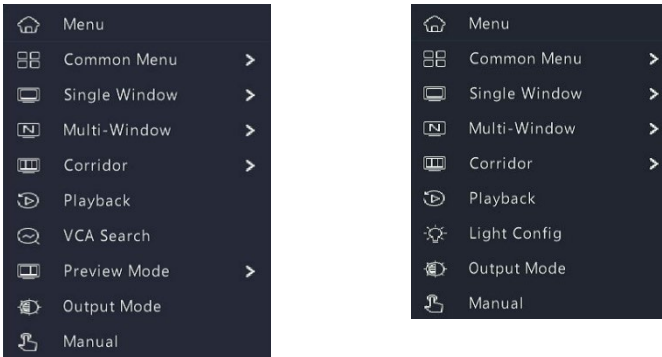 Menu
Common Menu
Single Window
Multi-Window
Corridor
Playback
VCA Search
Preview Mode
Output Mode
Manual
Menu
Common Menu
Single Window
Multi-Window
Corridor
Playback
Light Config
Output Mode
Manual